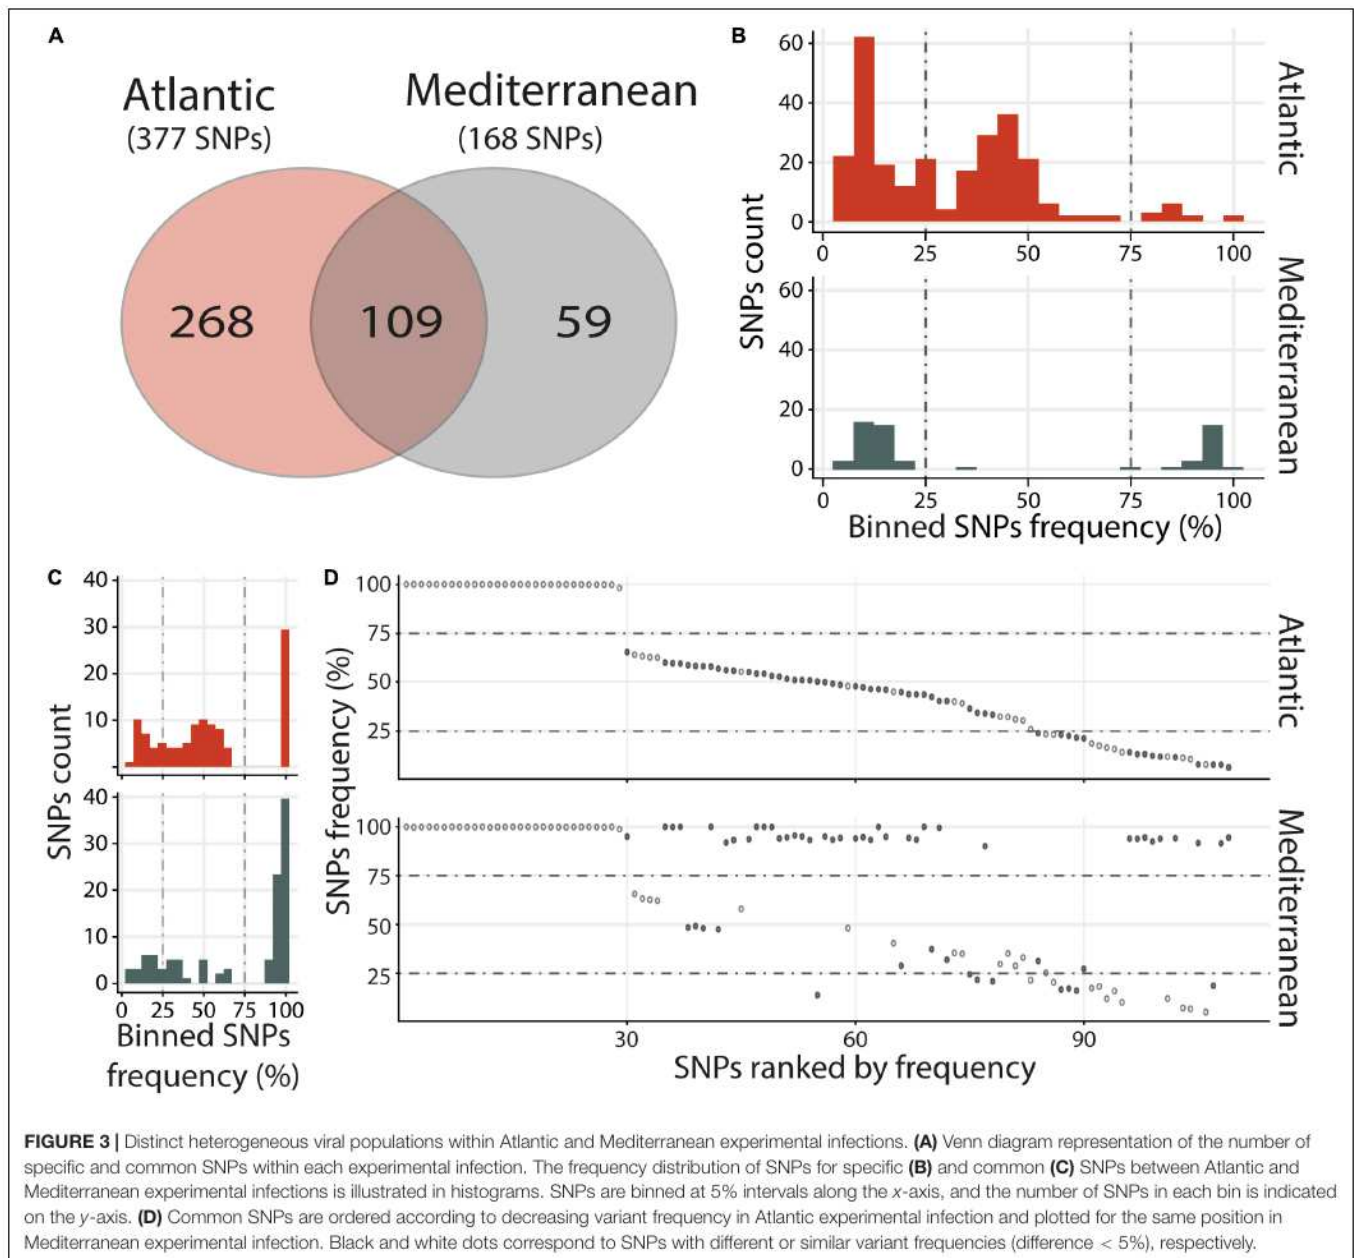 A
Atlantic
(377 SNPs)
Mediterranean
(168 SNPs)
268
109
59
B
SNPs count
60
40
20
0
0
25
50
75
100
Atlantic
60
40
20
0
0
25
50
75
100
Mediterranean
Binned SNPs frequency (%)
C
SNPs count
40
30
20
10
40
30
20
10
0
0
25
50
75
100
Binned SNPs
frequency (%)
D
SNPs frequency (%)
100
75
50
25
Atlantic
100
75
50
25
Mediterranean
30
60
90
SNPs ranked by frequency
FIGURE 3 | Distinct heterogeneous viral populations within Atlantic and Mediterranean experimental infections. (A) Venn diagram representation of the number of
specific and common SNPs within each experimental infection. The frequency distribution of SNPs for specific (B) and common (C) SNPs between Atlantic and
Mediterranean experimental infections is illustrated in histograms. SNPs are binned at 5% intervals along the x-axis, and the number of SNPs in each bin is indicated
on the y-axis. (D) Common SNPs are ordered according to decreasing variant frequency in Atlantic experimental infection and plotted for the same position in
Mediterranean experimental infection. Black and white dots correspond to SNPs with different or similar variant frequencies (difference < 5%), respectively.